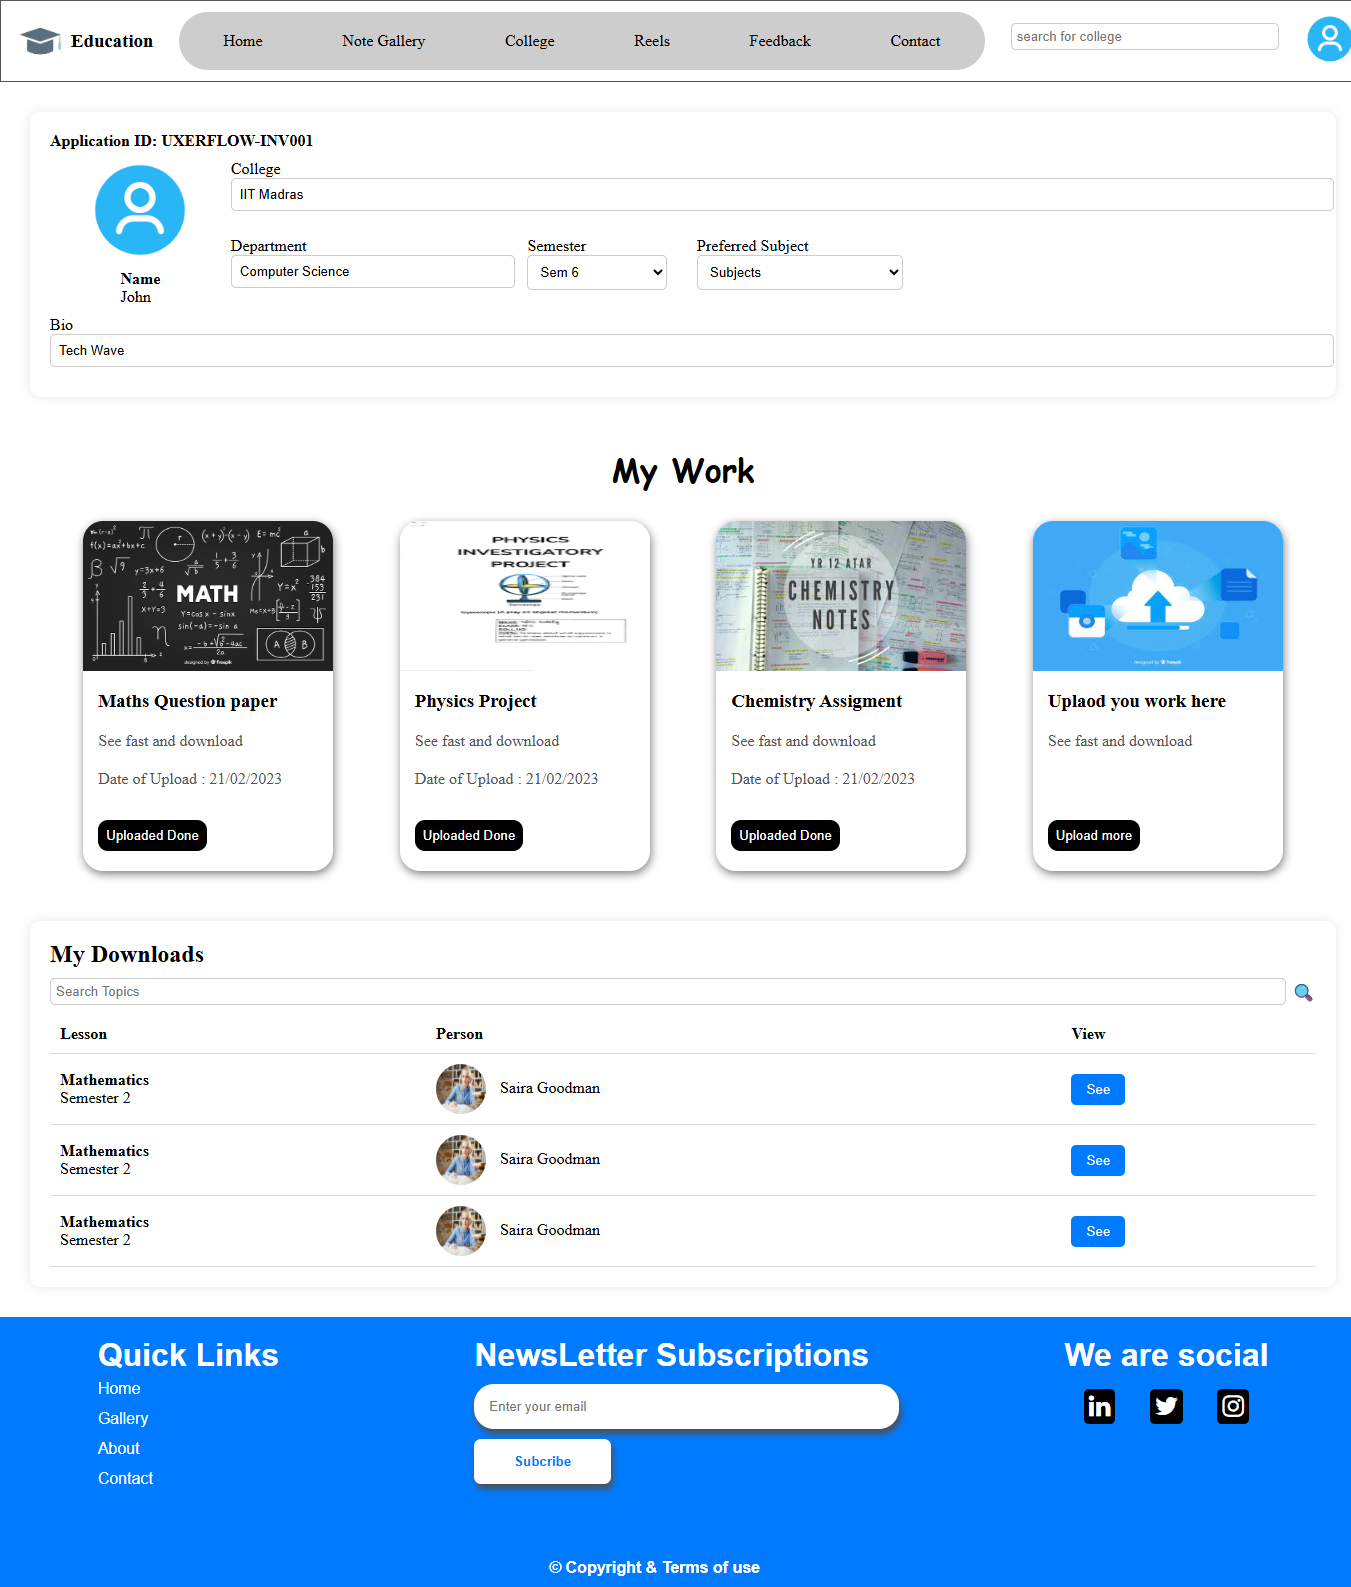 Education
Home
Note Gallery
College
Reels
Feedback
Contact
search for college
Application ID: UXERFLOW-INV001
College
IIT Madras
Department
Semester
Preferred Subject
Computer Science
Sem 6
Subjects
Name
John
Bio
Tech Wave
My Work
MATH
PHYSICS
INVESTIGATORY
PROJECT
YR 12 ATAR
CHEMISTRY
NOTES
Maths Question paper
See fast and download
Date of Upload : 21/02/2023
Uploaded Done
Physics Project
See fast and download
Date of Upload : 21/02/2023
Uploaded Done
Chemistry Assigment
See fast and download
Date of Upload : 21/02/2023
Uploaded Done
Uplaod you work here
See fast and download
Upload more
My Downloads
Search Topics
Lesson Person View
Mathematics
Semester 2
Saira Goodman
See
Mathematics
Semester 2
Saira Goodman
See
Mathematics
Semester 2
Saira Goodman
See
Quick Links
Home
Gallery
About
Contact
NewsLetter Subscriptions
Enter your email
Subcribe
We are social
© Copyright & Terms of use